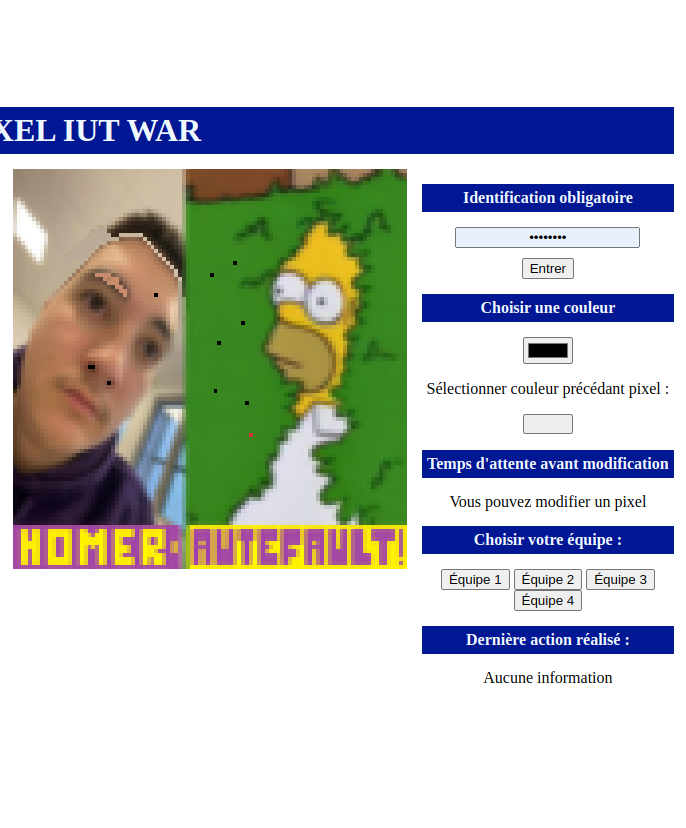 XEL IUT WAR
Identification obligatoire
••••••••
Entrer
Choisir une couleur
Sélectionner couleur précédant pixel :
Temps d'attente avant modification
Vous pouvez modifier un pixel
Choisir votre équipe :
Équipe 1 Équipe 2 Équipe 3
Équipe 4
HOMER-AUTEFAULT!
Dernière action réalisé :
Aucune information